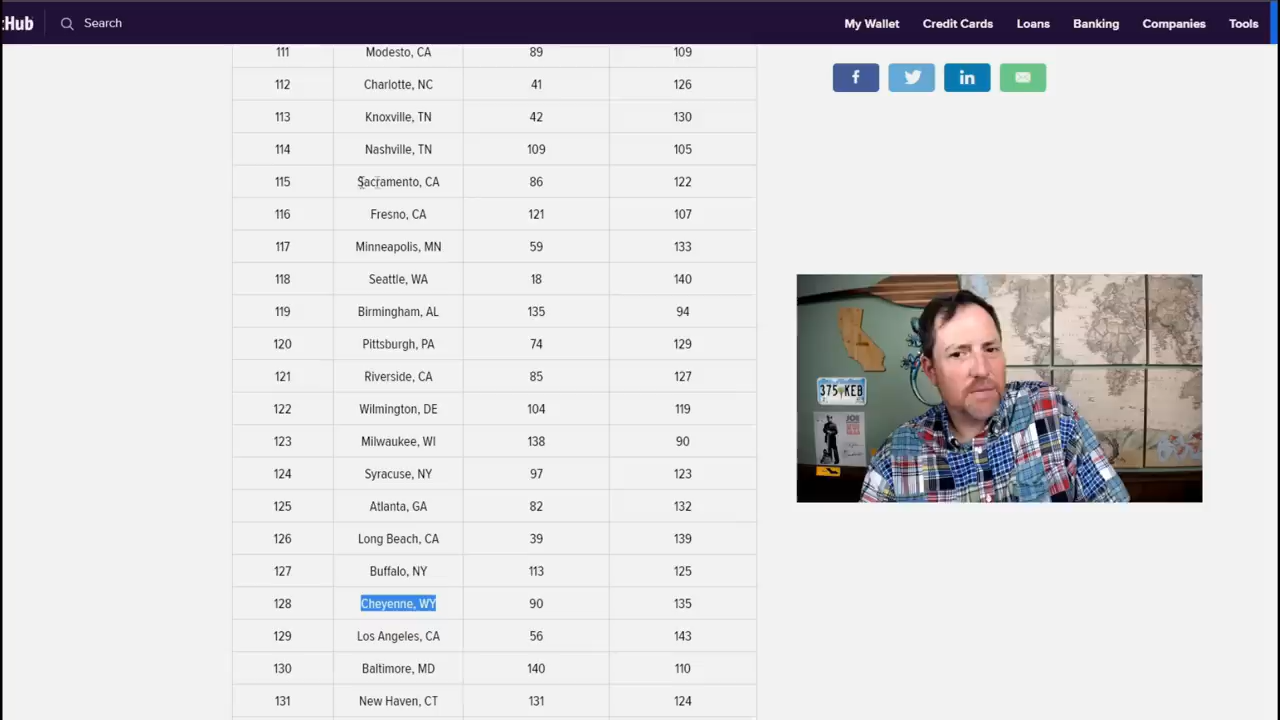 :Hub Search My Wallet Credit Cards Loans Banking Companies Tools
111 Modesto, CA 89 109
112 Charlotte, NC 41 126
113 Knoxville, TN 42 130
114 Nashville, TN 109 105
115 Sacramento, CA 86 122
116 Fresno, CA 121 107
117 Minneapolis, MN 59 133
118 Seattle, WA 18 140
119 Birmingham, AL 135 94
120 Pittsburgh, PA 74 129
121 Riverside, CA 85 127
122 Wilmington, DE 104 119
123 Milwaukee, WI 138 90
124 Syracuse, NY 97 123
125 Atlanta, GA 82 132
126 Long Beach, CA 39 139
127 Buffalo, NY 113 125
128 Cheyenne, WY 90 135
129 Los Angeles, CA 56 143
130 Baltimore, MD 140 110
131 New Haven, CT 131 124
f in
375 KEB
JOE